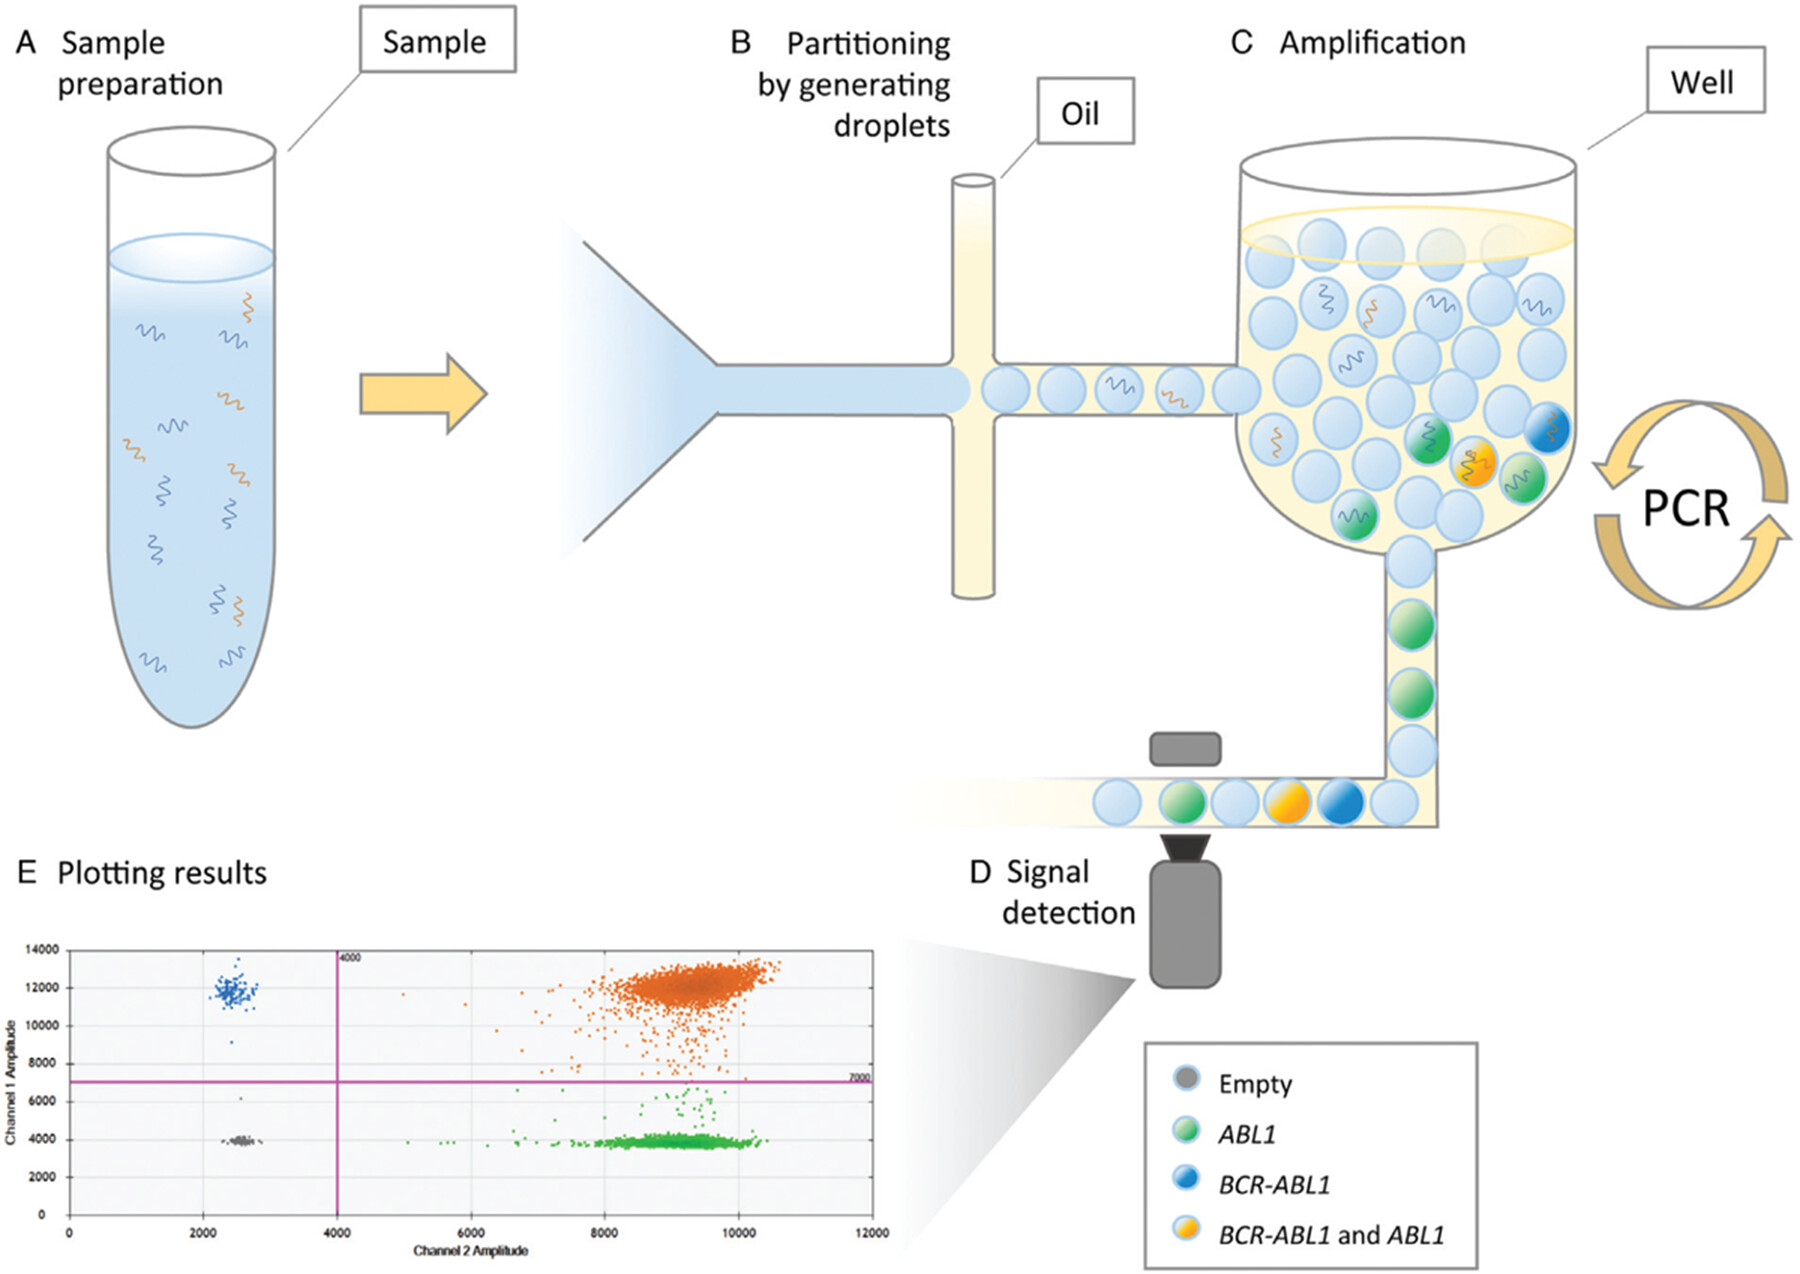 A Sample
preparation
Sample
B Partitioning
by generating
droplets
Oil
C Amplification
Well
PCR
D Signal
detection
E Plotting results
14000
12000
10000
8000
6000
4000
2000
0
Channel 1 Amplitude
4000
7000
0 2000 4000 6000 8000 10000 12000
Channel 2 Amplitude
Empty
ABL1
BCR-ABL1
BCR-ABL1 and ABL1